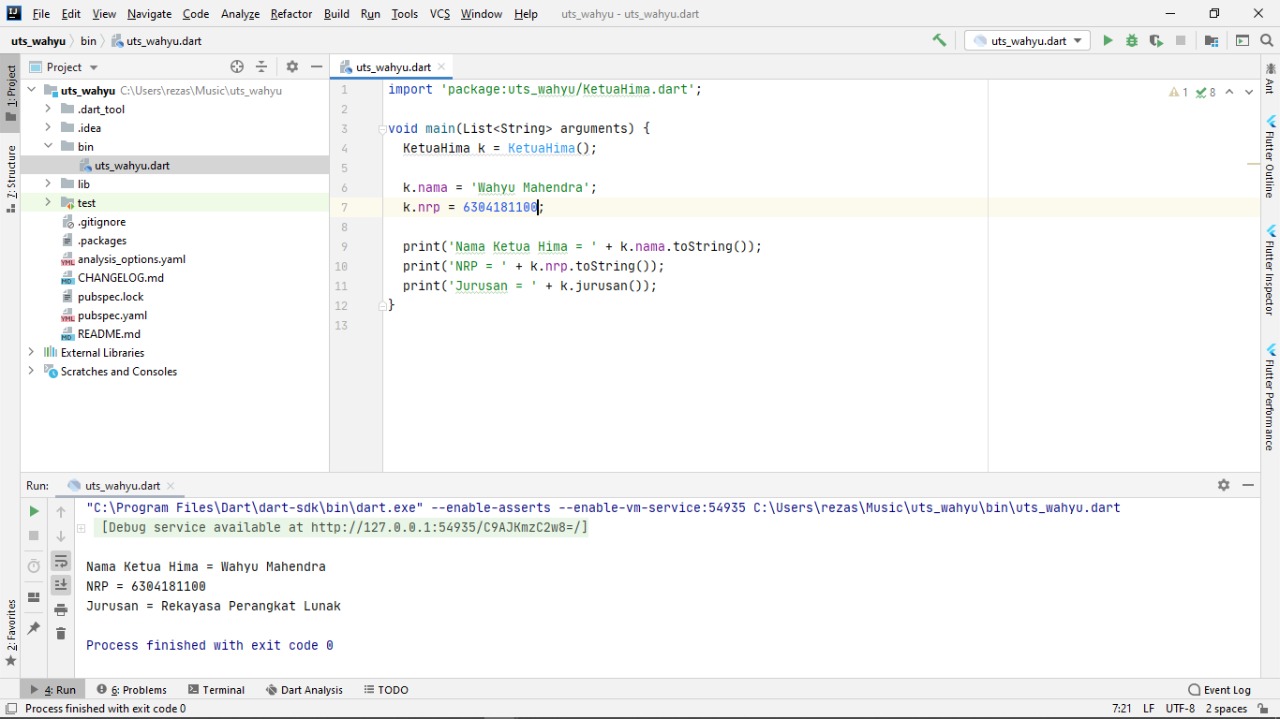 File Edit View Navigate Code Analyze Refactor Build Run Tools VCS Window Help uts_wahyu - uts_wahyu.dart
uts_wahyu bin uts_wahyu.dart uts_wahyu.dart
Project uts_wahyu.dart
1: Project
Z: Structure
2: Favorites
uts_wahyu C:\Users\rezas\Music\uts_wahyu
.dart_tool
.idea
bin
uts_wahyu.dart
lib
test
.gitignore
.packages
analysis_options.yaml
CHANGELOG.md
pubspec.lock
pubspec.yaml
README.md
External Libraries
Scratches and Consoles
1 import 'package:uts_wahyu/KetuaHima.dart';
2
3 void main(List<String> arguments) {
4 KetuaHima k = KetuaHima();
5
6 k.nama = 'Wahyu Mahendra';
7 k.nrp = 6304181100;
8
9 print('Nama Ketua Hima = ' + k.nama.toString());
10 print('NRP = ' + k.nrp.toString());
11 print('Jurusan = ' + k.jurusan());
12 }
13
1 8
Ant
Flutter Outline
Flutter Inspector
Flutter Performance
Run: uts_wahyu.dart
"C:\Program Files\Dart\dart-sdk\bin\dart.exe" --enable-asserts --enable-vm-service:54935 C:\Users\rezas\Music\uts_wahyu\bin\uts_wahyu.dart
[Debug service available at http://127.0.0.1:54935/C9AJKmzC2w8=/]
Nama Ketua Hima = Wahyu Mahendra
NRP = 6304181100
Jurusan = Rekayasa Perangkat Lunak
Process finished with exit code 0
4: Run 6: Problems Terminal Dart Analysis TODO Event Log
Process finished with exit code 0 7:21 LF UTF-8 2 spaces